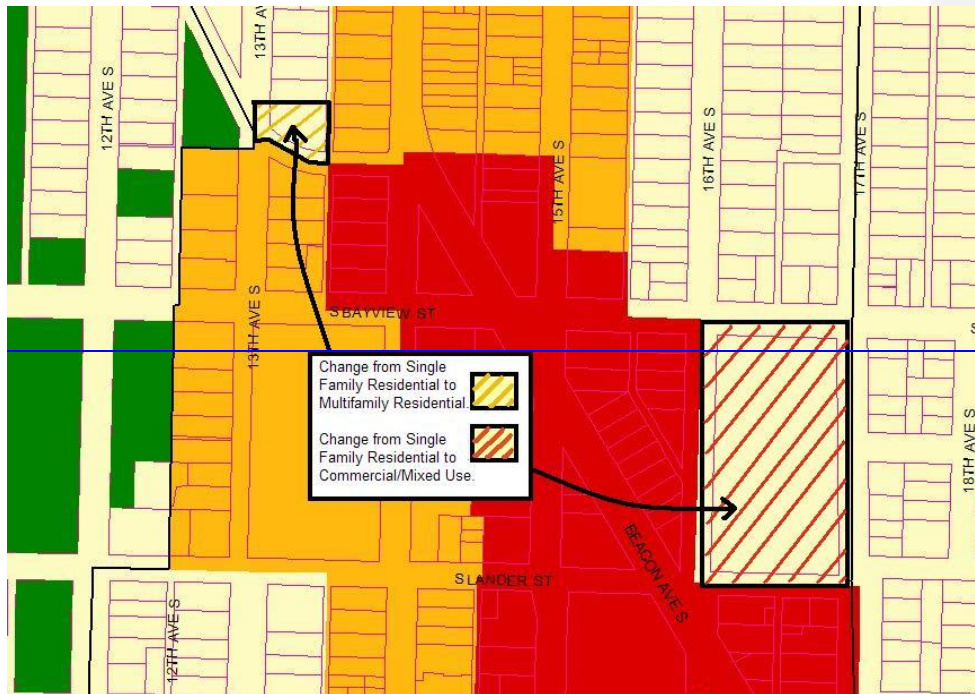 13TH AVE S
12TH AVE S
15TH AVE S
16TH AVE S
17TH AVE S
13TH AVE S
S BAYVIEW ST
S
Change from Single
Family Residential to
Multifamily Residential.
Change from Single
Family Residential to
Commercial/Mixed Use.
18TH AVE S
BEACON AVE S
S LANDER ST
12TH AVE S